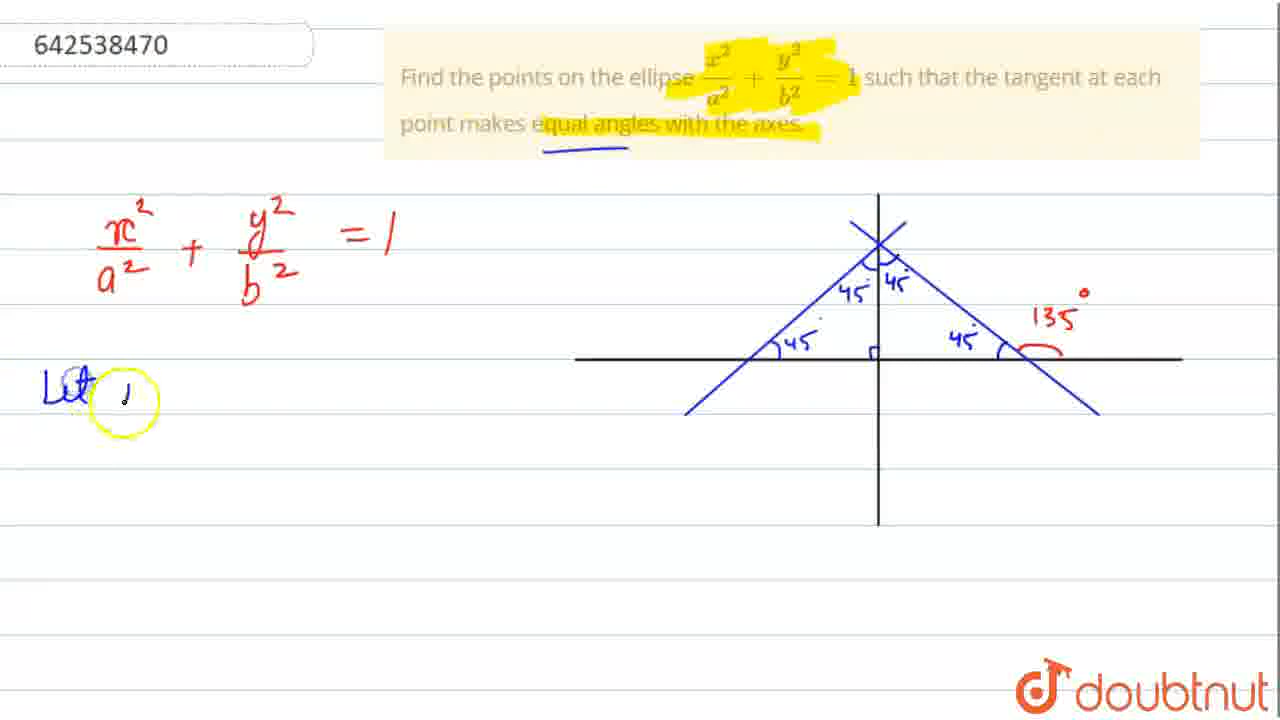 642538470
Find the points on the ellipse x²/a² + y²/b² = 1 such that the tangent at each
point makes equal angles with the axes.
x²/a² + y²/b² = 1
45° 45°
135°
45° 45°
Let
doubtnut